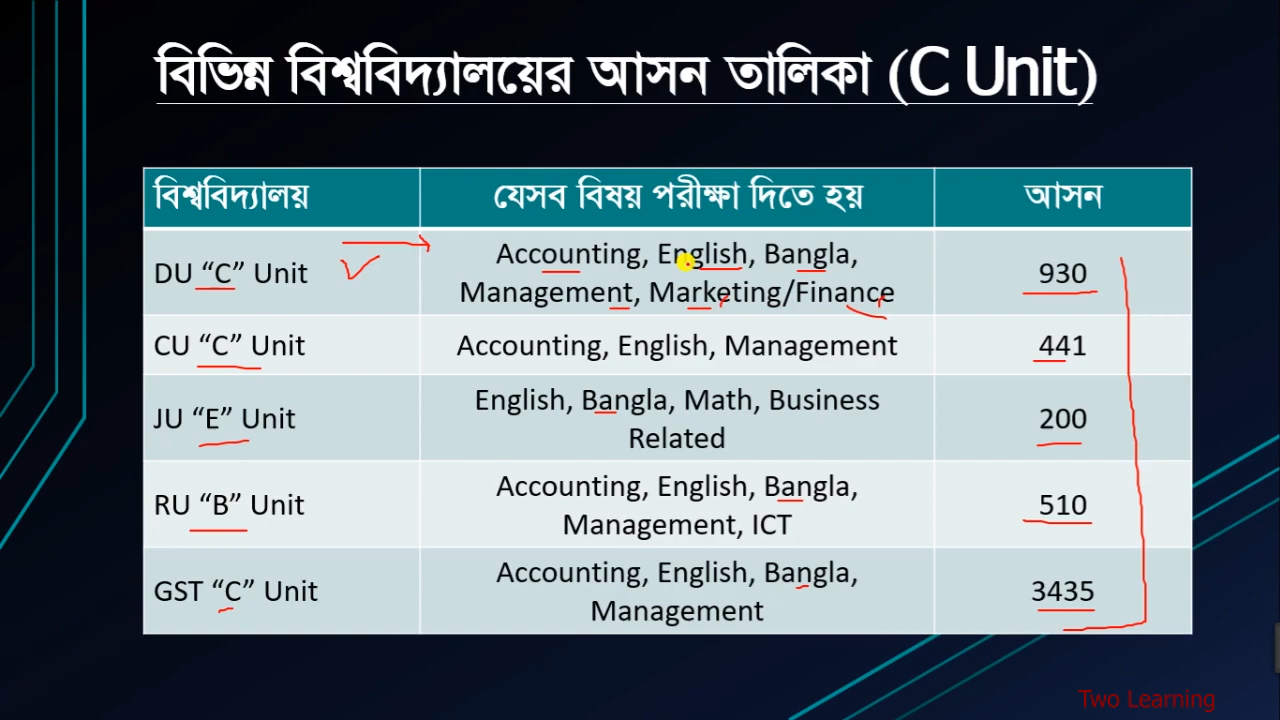 বিভিন্ন বিশ্ববিদ্যালয়ের আসন তালিকা (C Unit)
বিশ্ববিদ্যালয় যেসব বিষয় পরীক্ষা দিতে হয় আসন
DU “C” Unit Accounting, English, Bangla,
Management, Marketing/Finance 930
CU “C” Unit Accounting, English, Management 441
JU “E” Unit English, Bangla, Math, Business
Related 200
RU “B” Unit Accounting, English, Bangla,
Management, ICT 510
GST “C” Unit Accounting, English, Bangla,
Management 3435
Two Learning